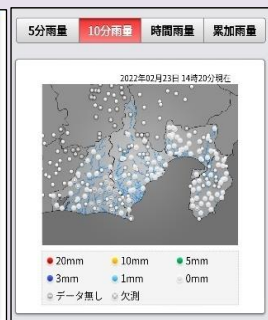 5分雨量 10分雨量 時間雨量 累加雨量
2022年02月23日 14時20分現在
20mm 10mm 5mm
3mm 1mm 0mm
データ無し 欠測